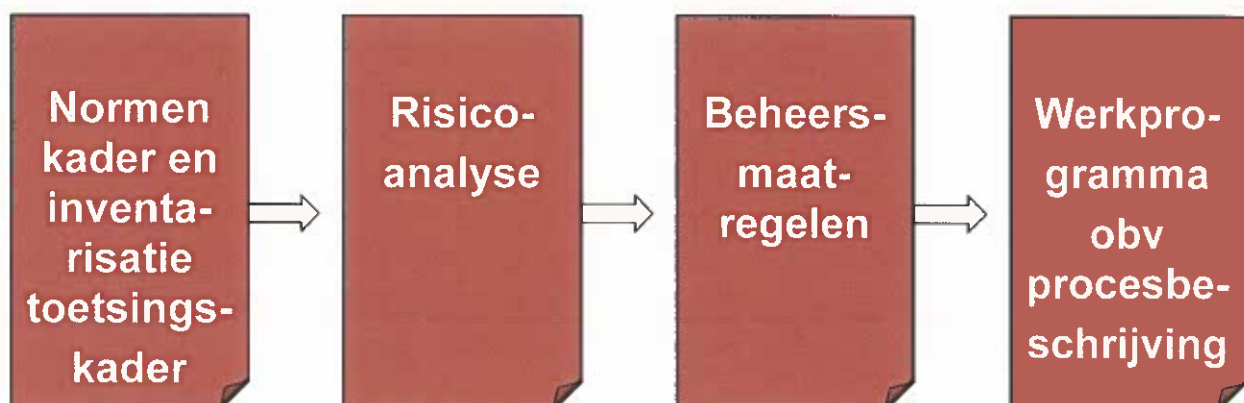 Normen
kader en
inventa-
risatie
toetsings-
kader
Risico-
analyse
Beheers-
maat-
regelen
Werkpro-
gramma
obv
procesbe-
schrijving